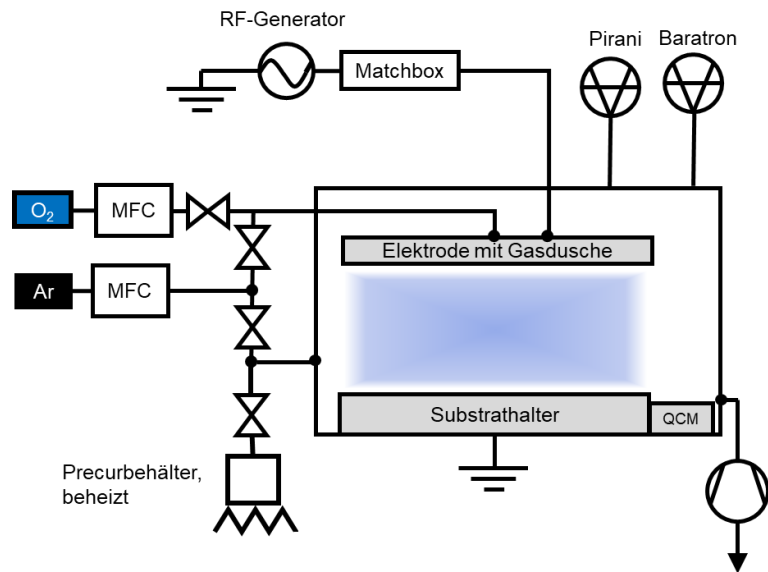 RF-Generator
Matchbox
Pirani
Baratron
O₂
MFC
Ar
MFC
Elektrode mit Gasdusche
Substrathalter
QCM
Precurbehälter,
beheizt